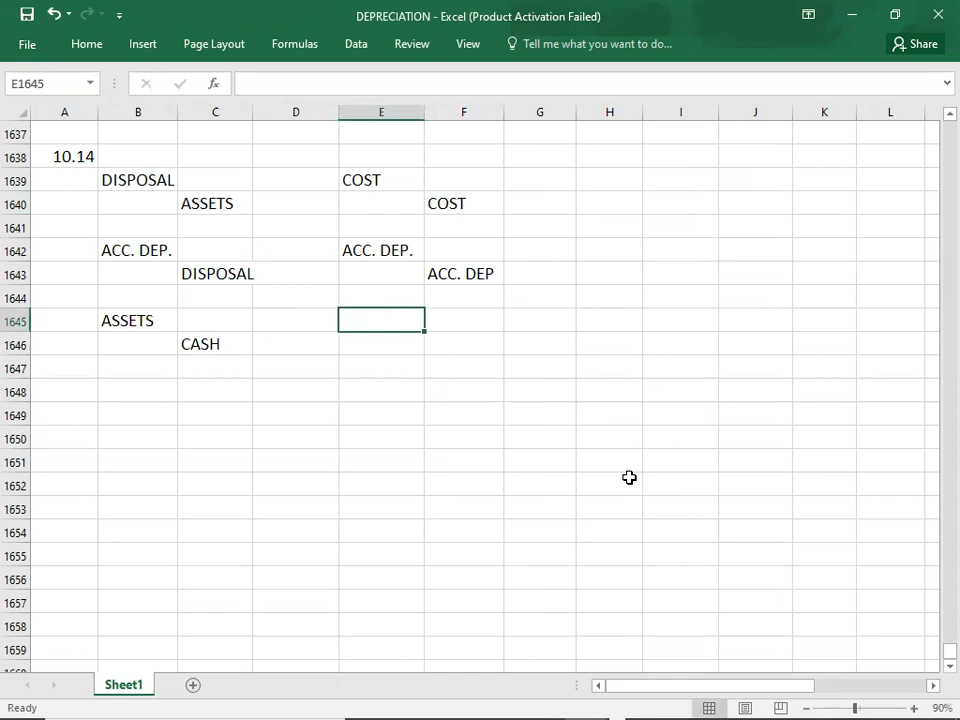 DEPRECIATION - Excel (Product Activation Failed)
File Home Insert Page Layout Formulas Data Review View Tell me what you want to do... Share
E1645 fx
A B C D E F G H I J K L
1637
1638 10.14
1639 DISPOSAL COST
1640 ASSETS COST
1641
1642 ACC. DEP. ACC. DEP.
1643 DISPOSAL ACC. DEP
1644
1645 ASSETS
1646 CASH
1647
1648
1649
1650
1651
1652
1653
1654
1655
1656
1657
1658
1659
Sheet1
Ready 90%